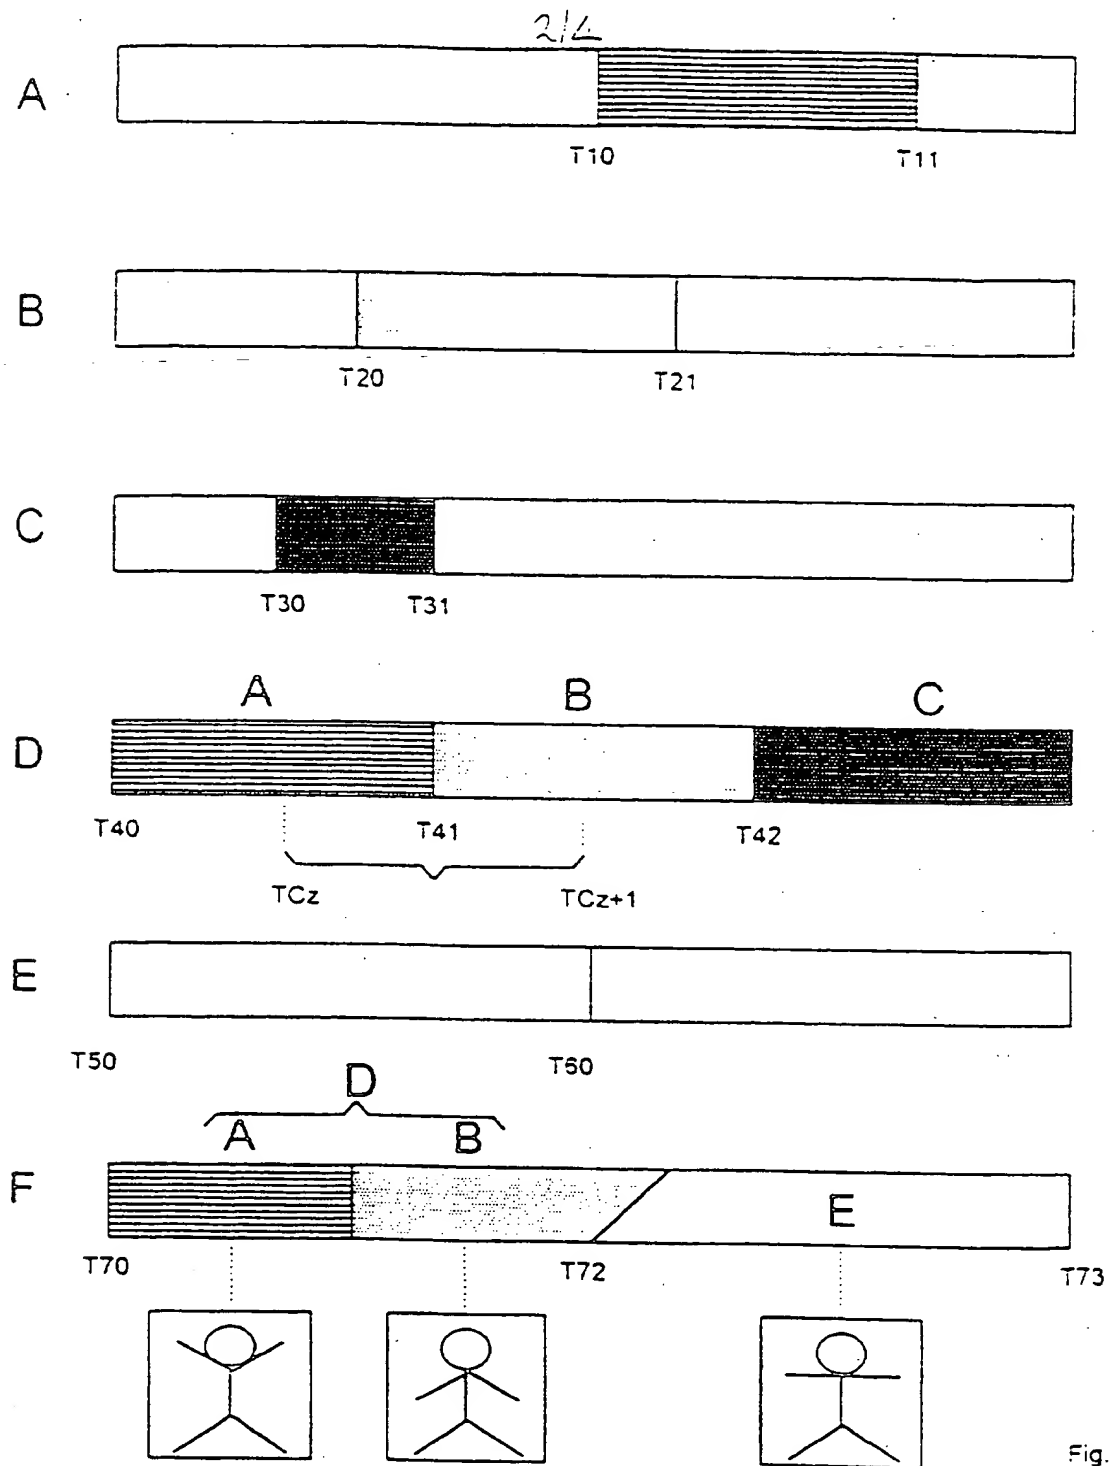 2/4
A
T10 T11
B
T20 T21
C
T30 T31
A B C
D
T40 T41 T42
TCz TCz+1
E
T50 T60
D
A B
F
E
T70 T72 T73
Fig.